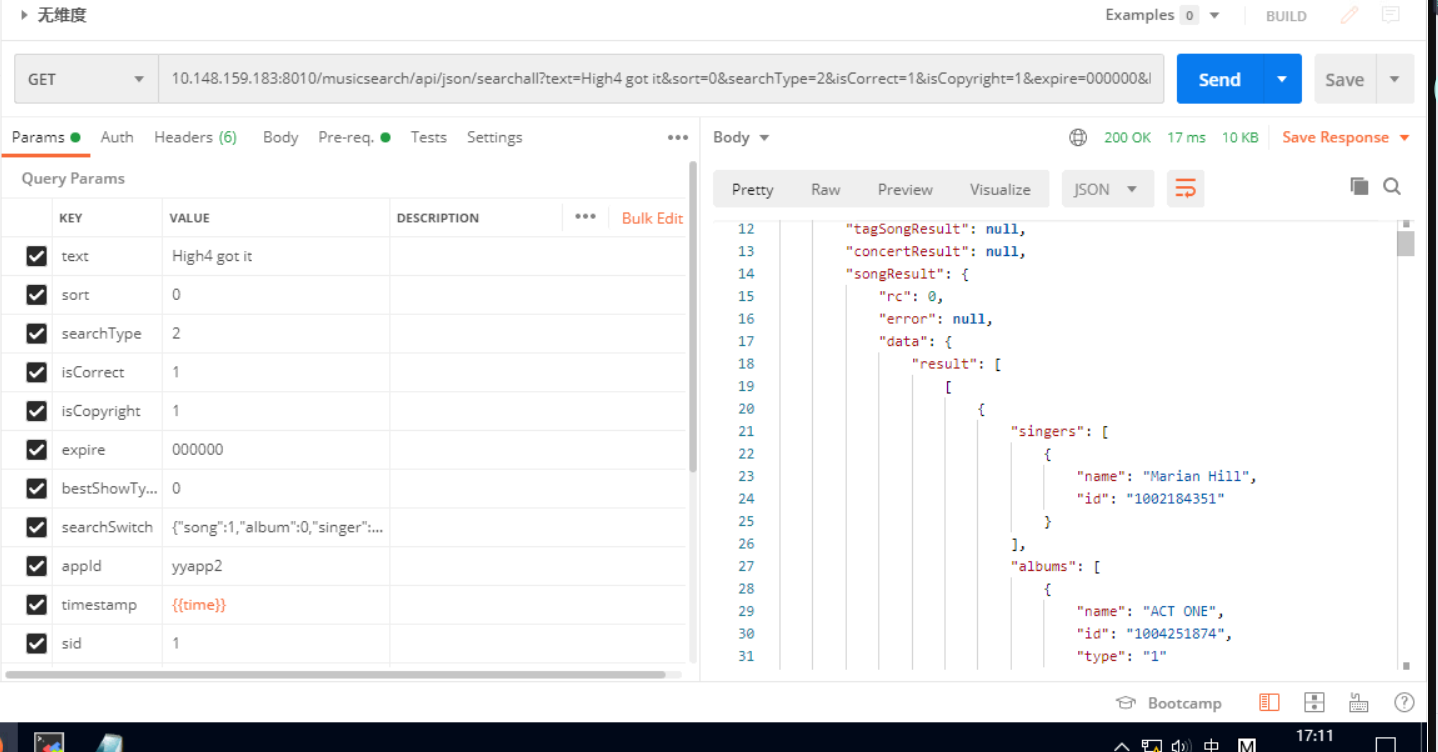 无维度
Examples 0 BUILD
GET 10.148.159.183:8010/musicsearch/api/json/searchall?text=High4 got it&sort=0&searchType=2&isCorrect=1&isCopyright=1&expire=000000& Send Save
Params Auth Headers (6) Body Pre-req. Tests Settings ••• 
Query Params
KEY VALUE DESCRIPTION ••• Bulk Edit
text High4 got it
sort 0
searchType 2
isCorrect 1
isCopyright 1
expire 000000
bestShowTy... 0
searchSwitch {"song":1,"album":0,"singer":...
appId yyapp2
timestamp {{time}}
sid 1
Body 200 OK 17 ms 10 KB Save Response
Pretty Raw Preview Visualize JSON
12 "tagSongResult": null,
13 "concertResult": null,
14 "songResult": {
15 "rc": 0,
16 "error": null,
17 "data": {
18 "result": [
19 [
20 {
21 "singers": [
22 {
23 "name": "Marian Hill",
24 "id": "1002184351"
25 }
26 ],
27 "albums": [
28 {
29 "name": "ACT ONE",
30 "id": "1004251874",
31 "type": "1"
Bootcamp
中 M 17:11